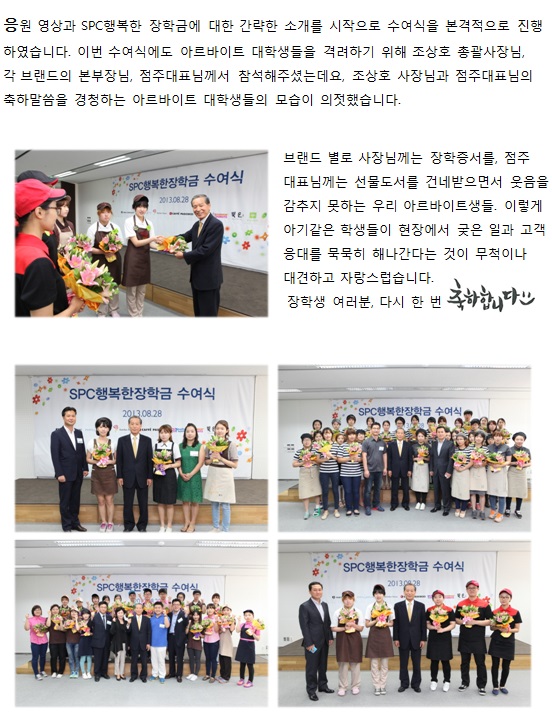 응원 영상과 SPC행복한 장학금에 대한 간략한 소개를 시작으로 수여식을 본격적으로 진행
하였습니다. 이번 수여식에도 아르바이트 대학생들을 격려하기 위해 조상호 총괄사장님,
각 브랜드의 본부장님, 점주대표님께서 참석해주셨는데요, 조상호 사장님과 점주대표님의
축하말씀을 경청하는 아르바이트 대학생들의 모습이 의젓했습니다.
SPC행복한장학금 수여식
2013.08.28
브랜드 별로 사장님께는 장학증서를, 점주
대표님께는 선물도서를 건네받으면서 웃음을
감추지 못하는 우리 아르바이트생들. 이렇게
아기같은 학생들이 현장에서 궂은 일과 고객
응대를 묵묵히 해나간다는 것이 무척이나
대견하고 자랑스럽습니다.
장학생 여러분, 다시 한 번 축하합니다
SPC행복한장학금 수여식
2013.08.28
SPC행복한장학금 수여식
SPC행복한장학금 수여식
SPC행복한장학금 수여식
2013.08.28